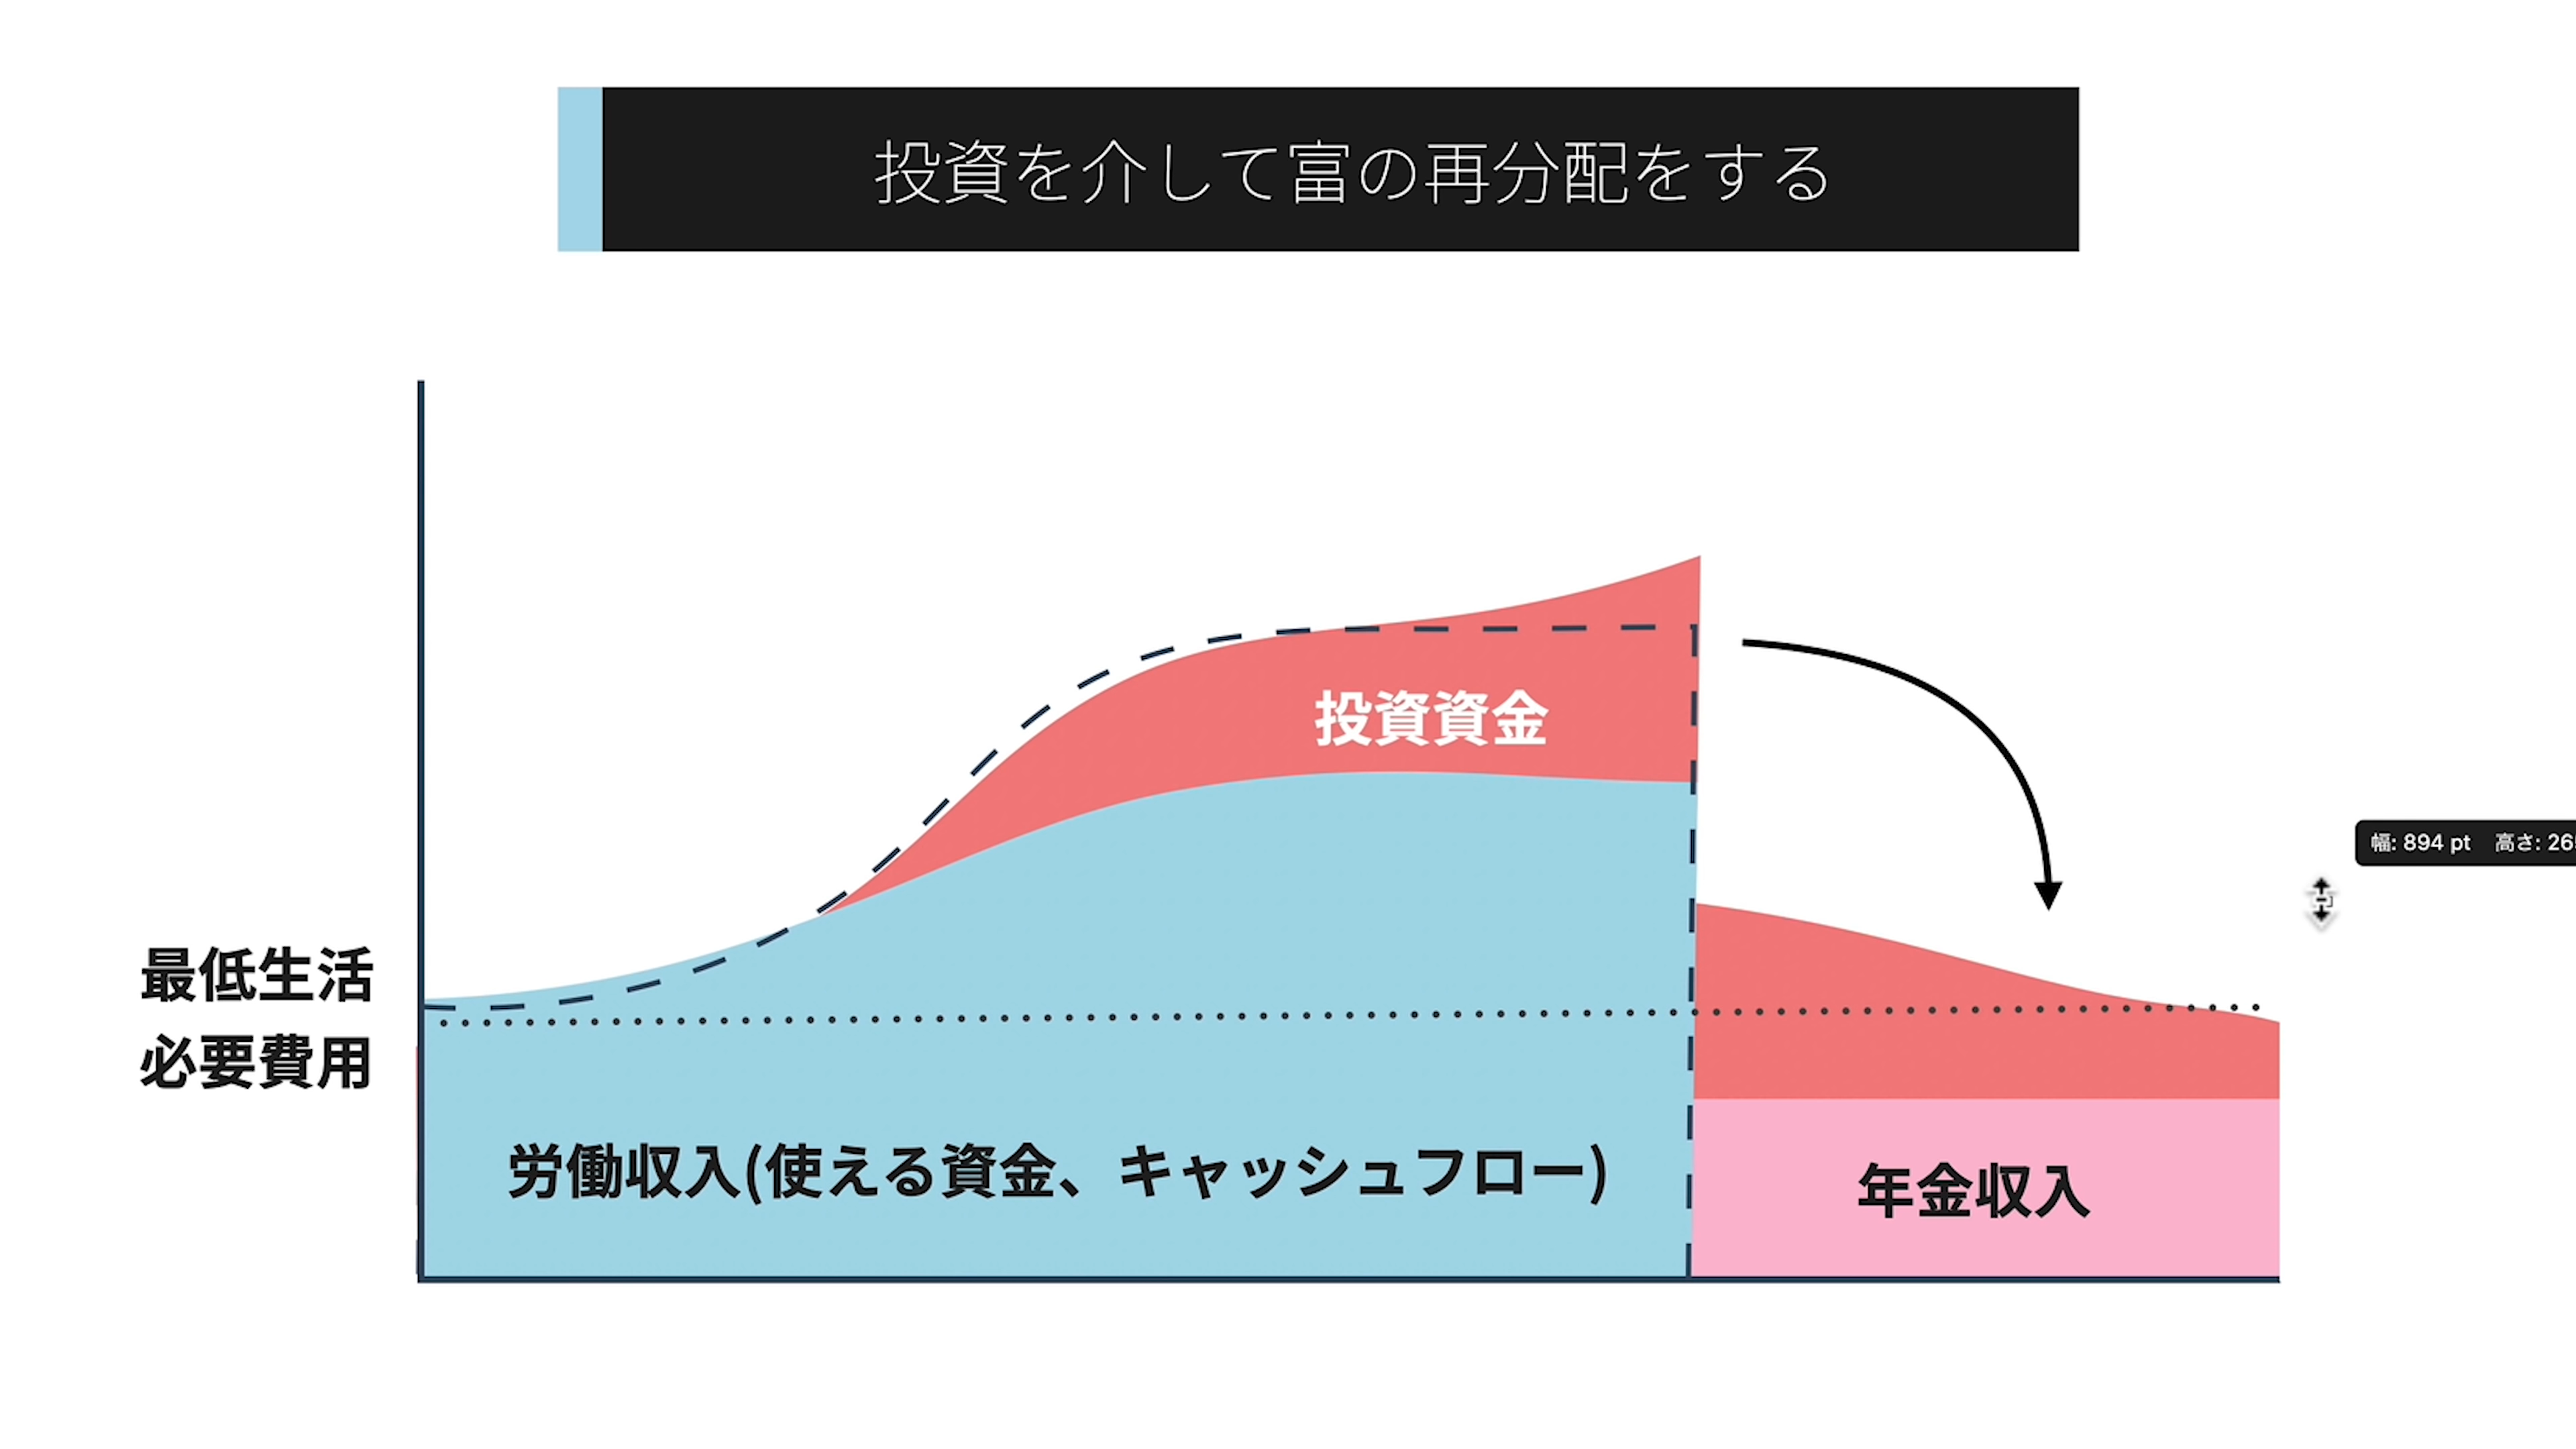 投資を介して富の再分配をする
投資資金
幅: 894 pt 高さ: 26
最低生活
必要費用
労働収入(使える資金、キャッシュフロー)
年金収入